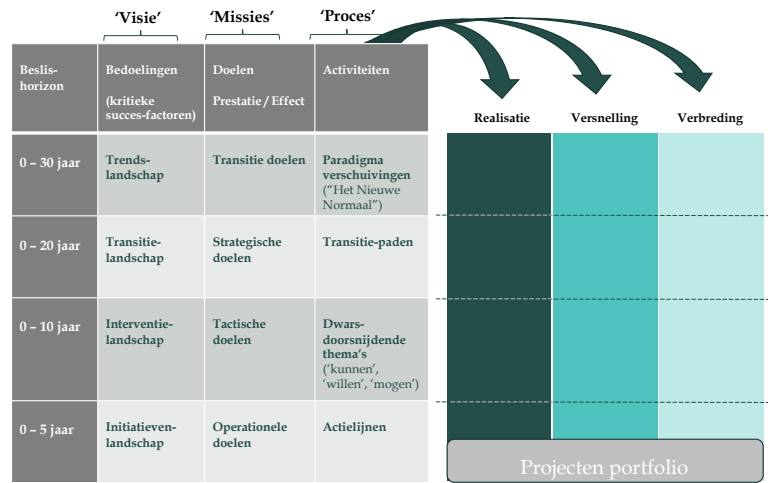 ‘Visie’
‘Missies’
‘Proces’
Beslis-
horizon
Bedoelingen
(kritieke
succes-factoren)
Doelen
Prestatie / Effect
Activiteiten
Realisatie
Versnelling
Verbreding
0 – 30 jaar
Trends-
landschap
Transitie doelen
Paradigma
verschuivingen
(“Het Nieuwe
Normaal”)
0 – 20 jaar
Transitie-
landschap
Strategische
doelen
Transitie-paden
0 – 10 jaar
Interventie-
landschap
Tactische
doelen
Dwars-
doorsnijdende
thema’s
(‘kunnen’,
‘willen’, ‘mogen’)
0 – 5 jaar
Initiatieven-
landschap
Operationele
doelen
Actielijnen
Projecten portfolio